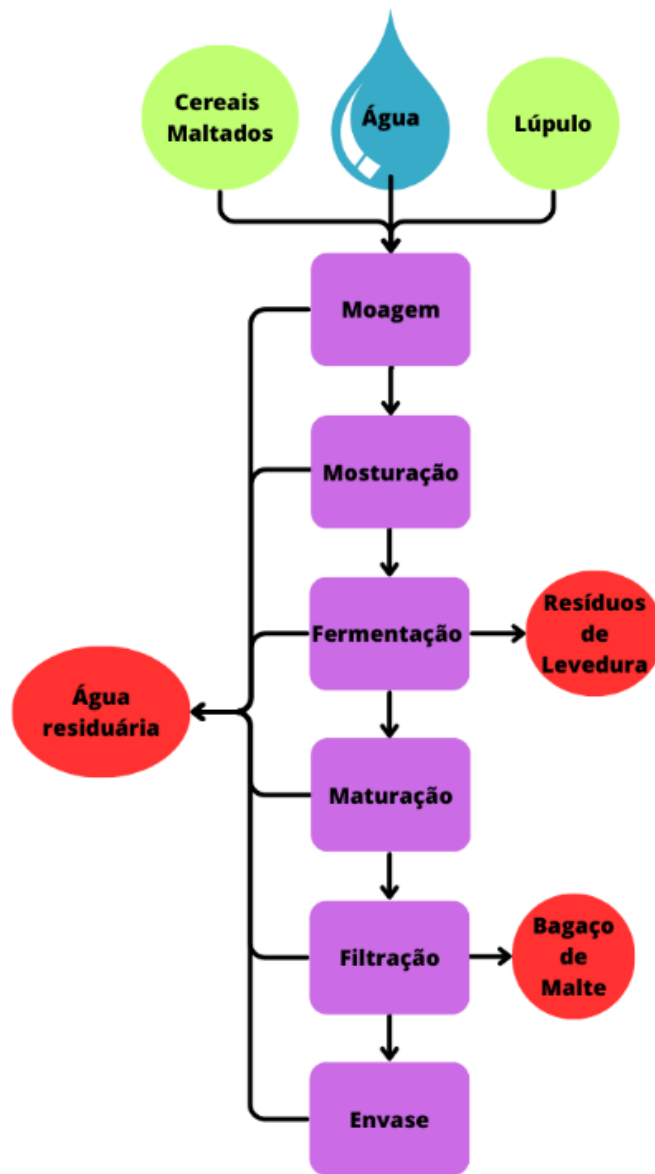 Cereais
Maltados
Água
Lúpulo
Moagem
Mosturação
Fermentação
Resíduos
de
Levedura
Água
residuária
Maturação
Filtração
Bagaço
de
Malte
Envase